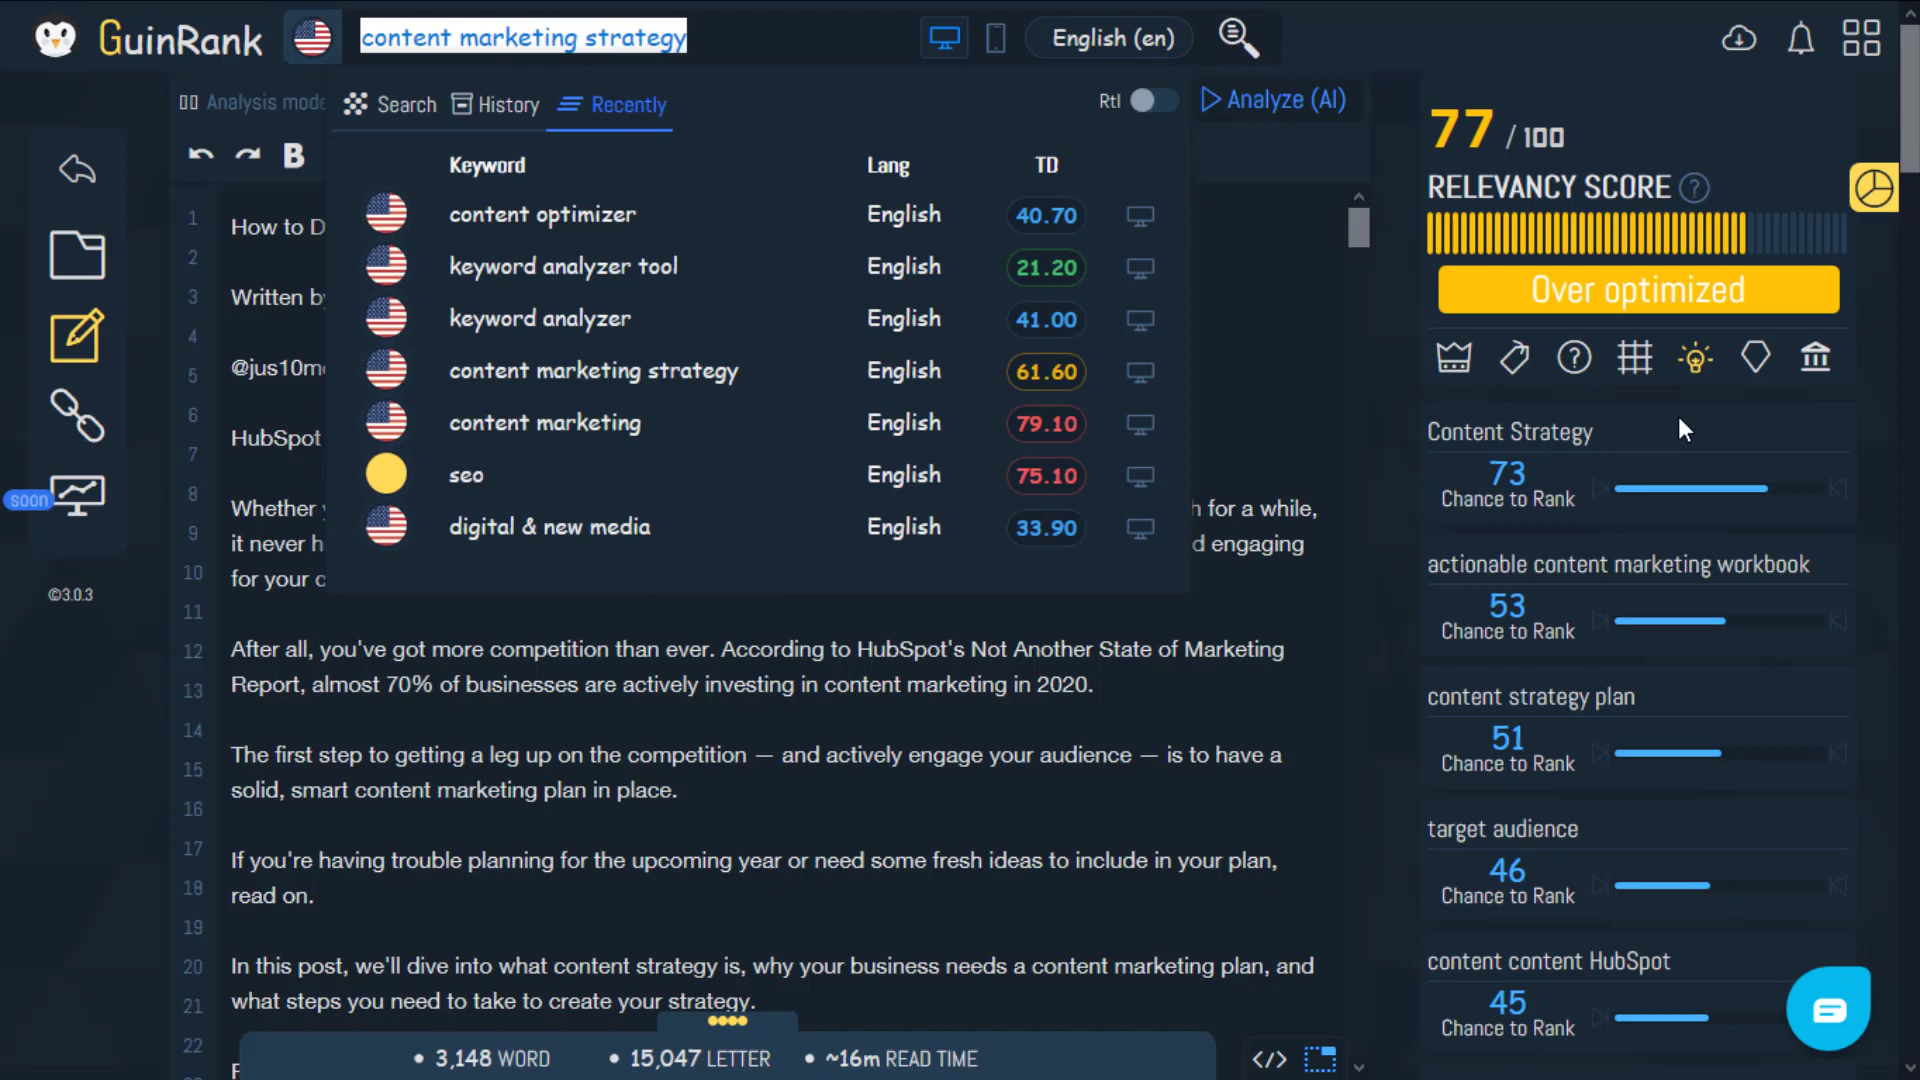 GuinRank
content marketing strategy
English (en)
Analysis mode
Search
History
Recently
Rtl
Analyze (AI)
Keyword Lang TD
content optimizer English 40.70
keyword analyzer tool English 21.20
keyword analyzer English 41.00
content marketing strategy English 61.60
content marketing English 79.10
seo English 75.10
digital & new media English 33.90
soon
©3.0.3
B
1
2
3
4
5
6
7
8
9
10
11
12
13
14
15
16
17
18
19
20
21
22
How to D
Written by
@jus10m
HubSpot
Whether h for a while,
it never h d engaging
for your c
After all, you've got more competition than ever. According to HubSpot's Not Another State of Marketing
Report, almost 70% of businesses are actively investing in content marketing in 2020.
The first step to getting a leg up on the competition — and actively engage your audience — is to have a
solid, smart content marketing plan in place.
If you're having trouble planning for the upcoming year or need some fresh ideas to include in your plan,
read on.
In this post, we'll dive into what content strategy is, why your business needs a content marketing plan, and
what steps you need to take to create your strategy.
• 3,148 WORD • 15,047 LETTER • ~16m READ TIME
</>
77 / 100
RELEVANCY SCORE ?
Over optimized
Content Strategy
73
Chance to Rank
actionable content marketing workbook
53
Chance to Rank
content strategy plan
51
Chance to Rank
target audience
46
Chance to Rank
content content HubSpot
45
Chance to Rank